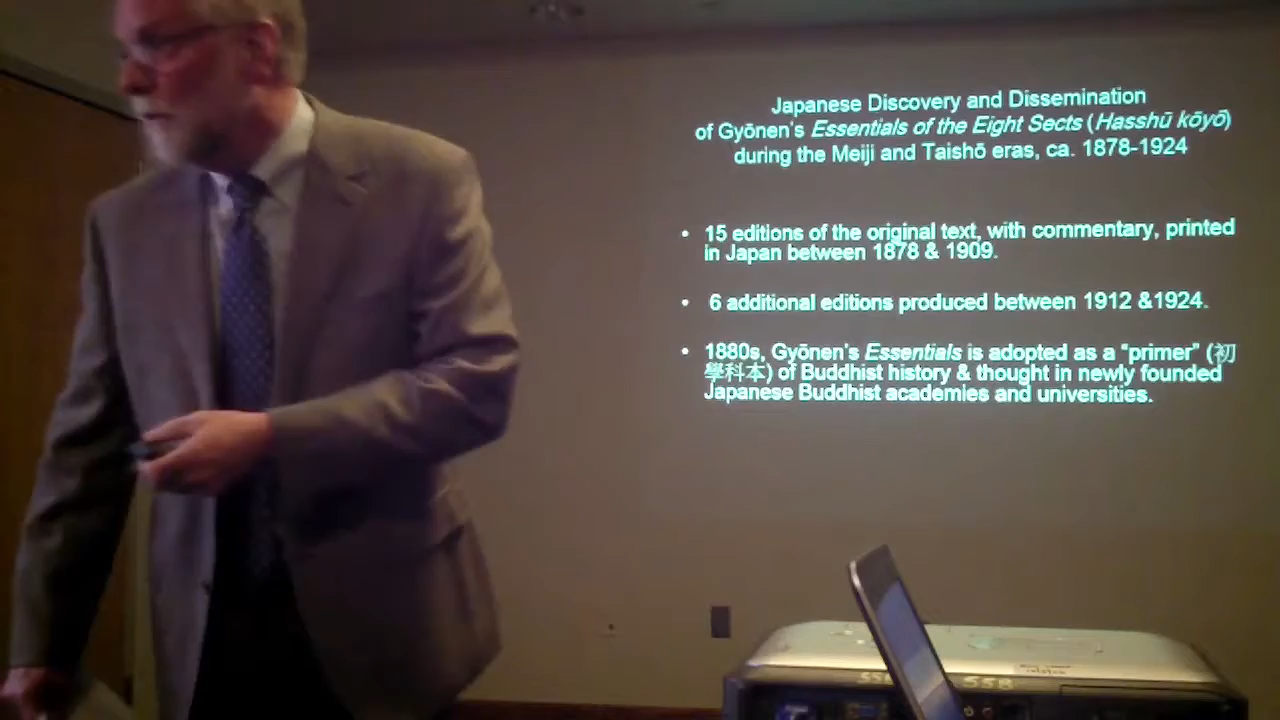 Japanese Discovery and Dissemination
of Gyōnen's Essentials of the Eight Sects (Hasshū kōyō)
during the Meiji and Taishō eras, ca. 1878-1924
• 15 editions of the original text, with commentary, printed
in Japan between 1878 & 1909.
• 6 additional editions produced between 1912 &1924.
• 1880s, Gyōnen's Essentials is adopted as a “primer” (初
學科本) of Buddhist history & thought in newly founded
Japanese Buddhist academies and universities.
558